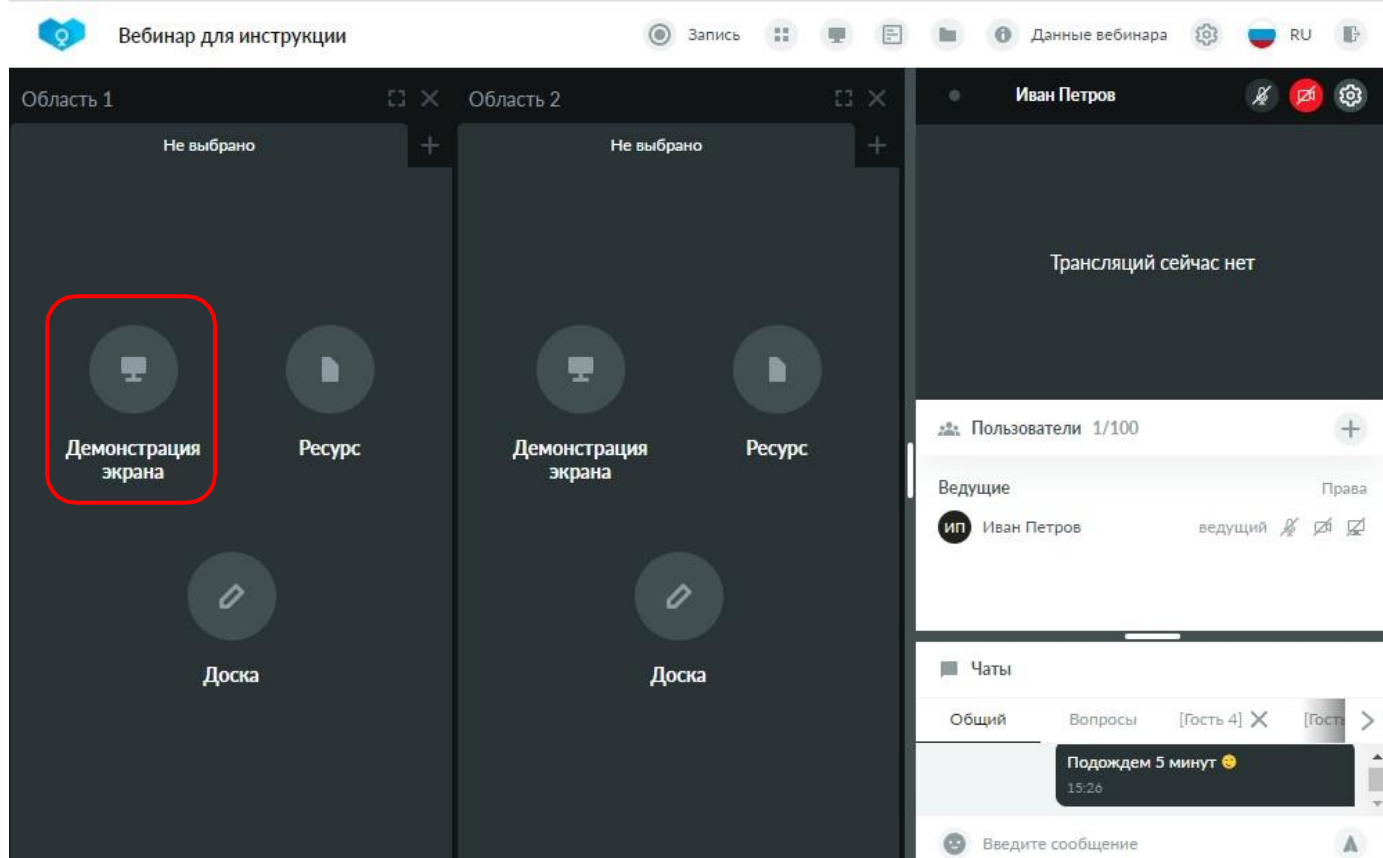 Вебинар для инструкции
Запись
Данные вебинара
RU
Область 1
Не выбрано
Демонстрация
экрана
Ресурс
Доска
Область 2
Не выбрано
Демонстрация
экрана
Ресурс
Доска
Иван Петров
Трансляций сейчас нет
Пользователи 1/100
Ведущие Права
ИП Иван Петров ведущий
Чаты
Общий Вопросы [Гость 4]
Подождем 5 минут
15:26
Введите сообщение